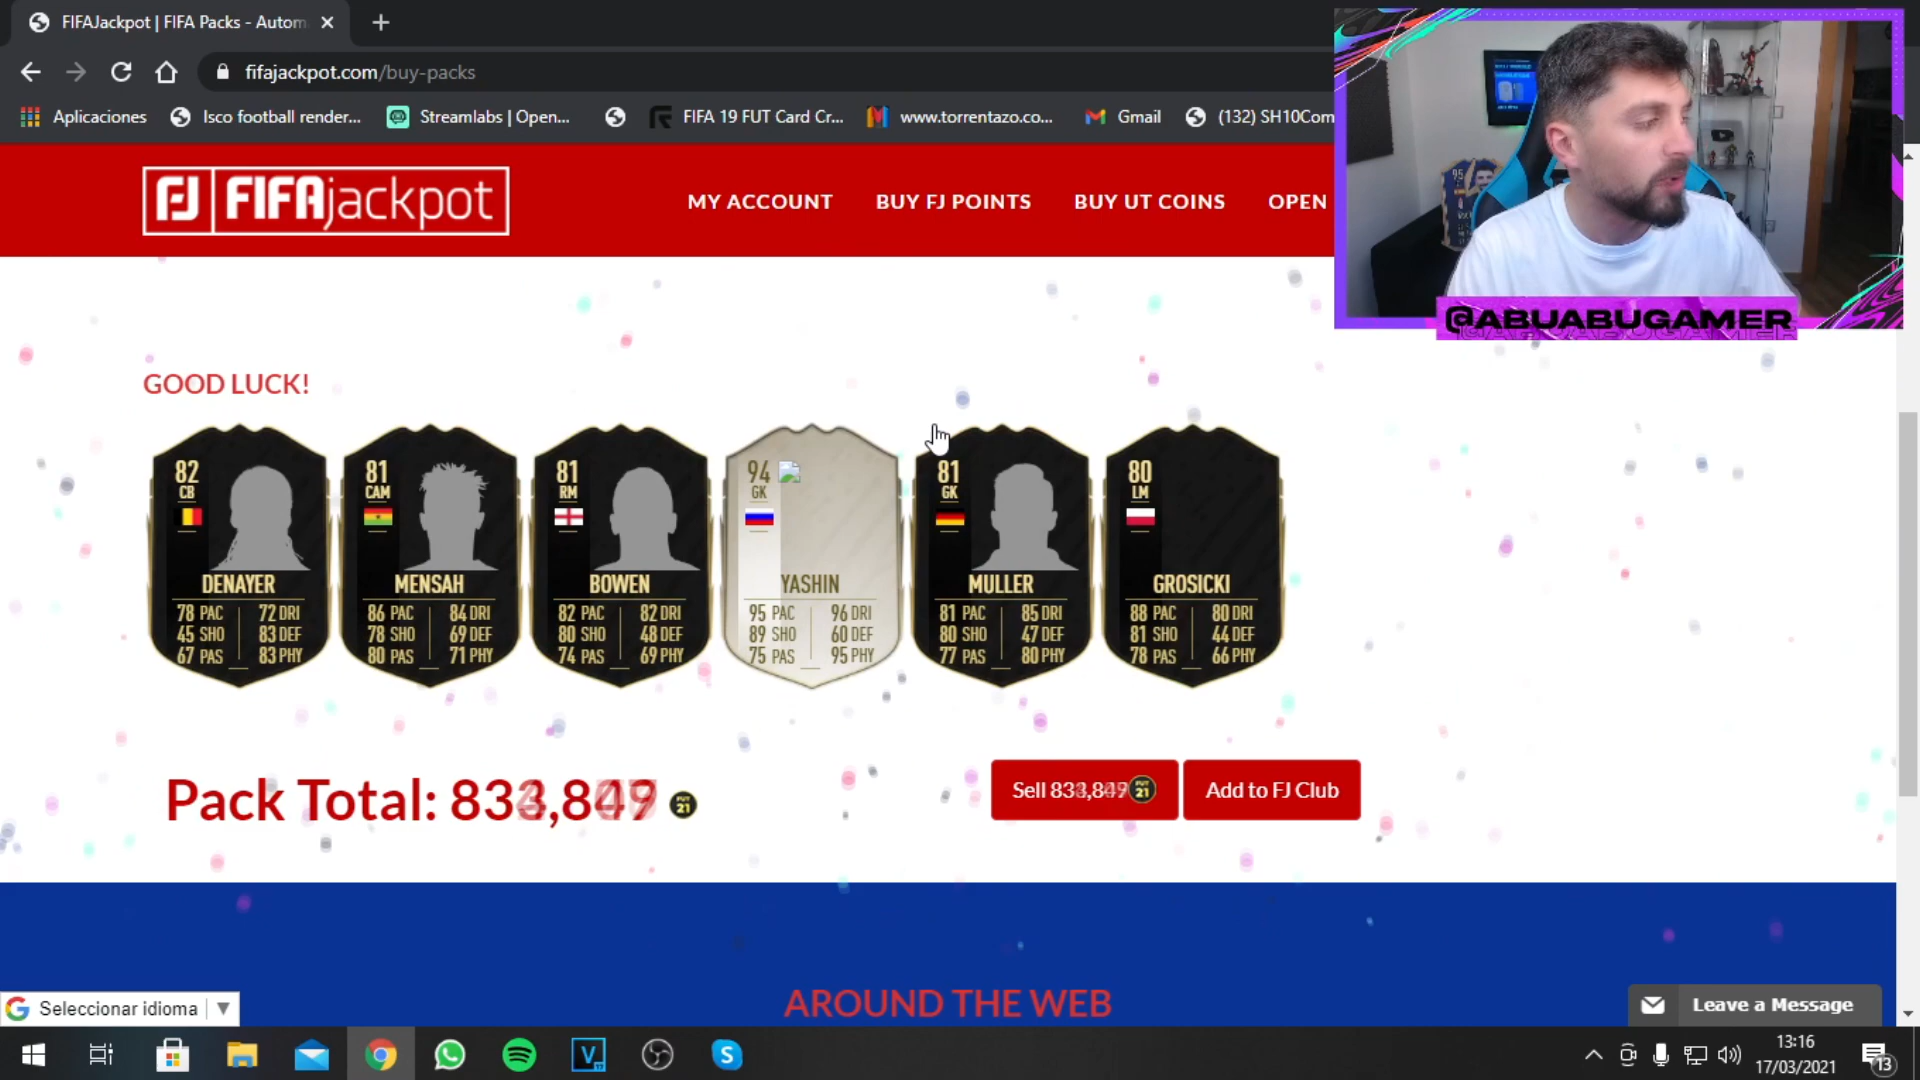 FIFAJackpot | FIFA Packs - Autom
fifajackpot.com/buy-packs
Aplicaciones Isco football render... Streamlabs | Open... FIFA 19 FUT Card Cr... www.torrentazo.co... Gmail (132) SH10Com
FJ FIFAjackpot MY ACCOUNT BUY FJ POINTS BUY UT COINS OPEN
@ABUABUGAMER
GOOD LUCK!
82 CB DENAYER
78 PAC 72 DRI
45 SHO 83 DEF
67 PAS 83 PHY
81 CAM MENSAH
86 PAC 84 DRI
78 SHO 69 DEF
80 PAS 71 PHY
81 RM BOWEN
82 PAC 82 DRI
80 SHO 48 DEF
74 PAS 69 PHY
94 GK YASHIN
95 PAC 96 DRI
89 SHO 60 DEF
75 PAS 95 PHY
81 GK MULLER
81 PAC 85 DRI
80 SHO 47 DEF
77 PAS 80 PHY
80 LM GROSICKI
88 PAC 80 DRI
81 SHO 44 DEF
78 PAS 66 PHY
Pack Total:
Sell
Add to FJ Club
AROUND THE WEB
Seleccionar idioma
Leave a Message
13:16
17/03/2021
13